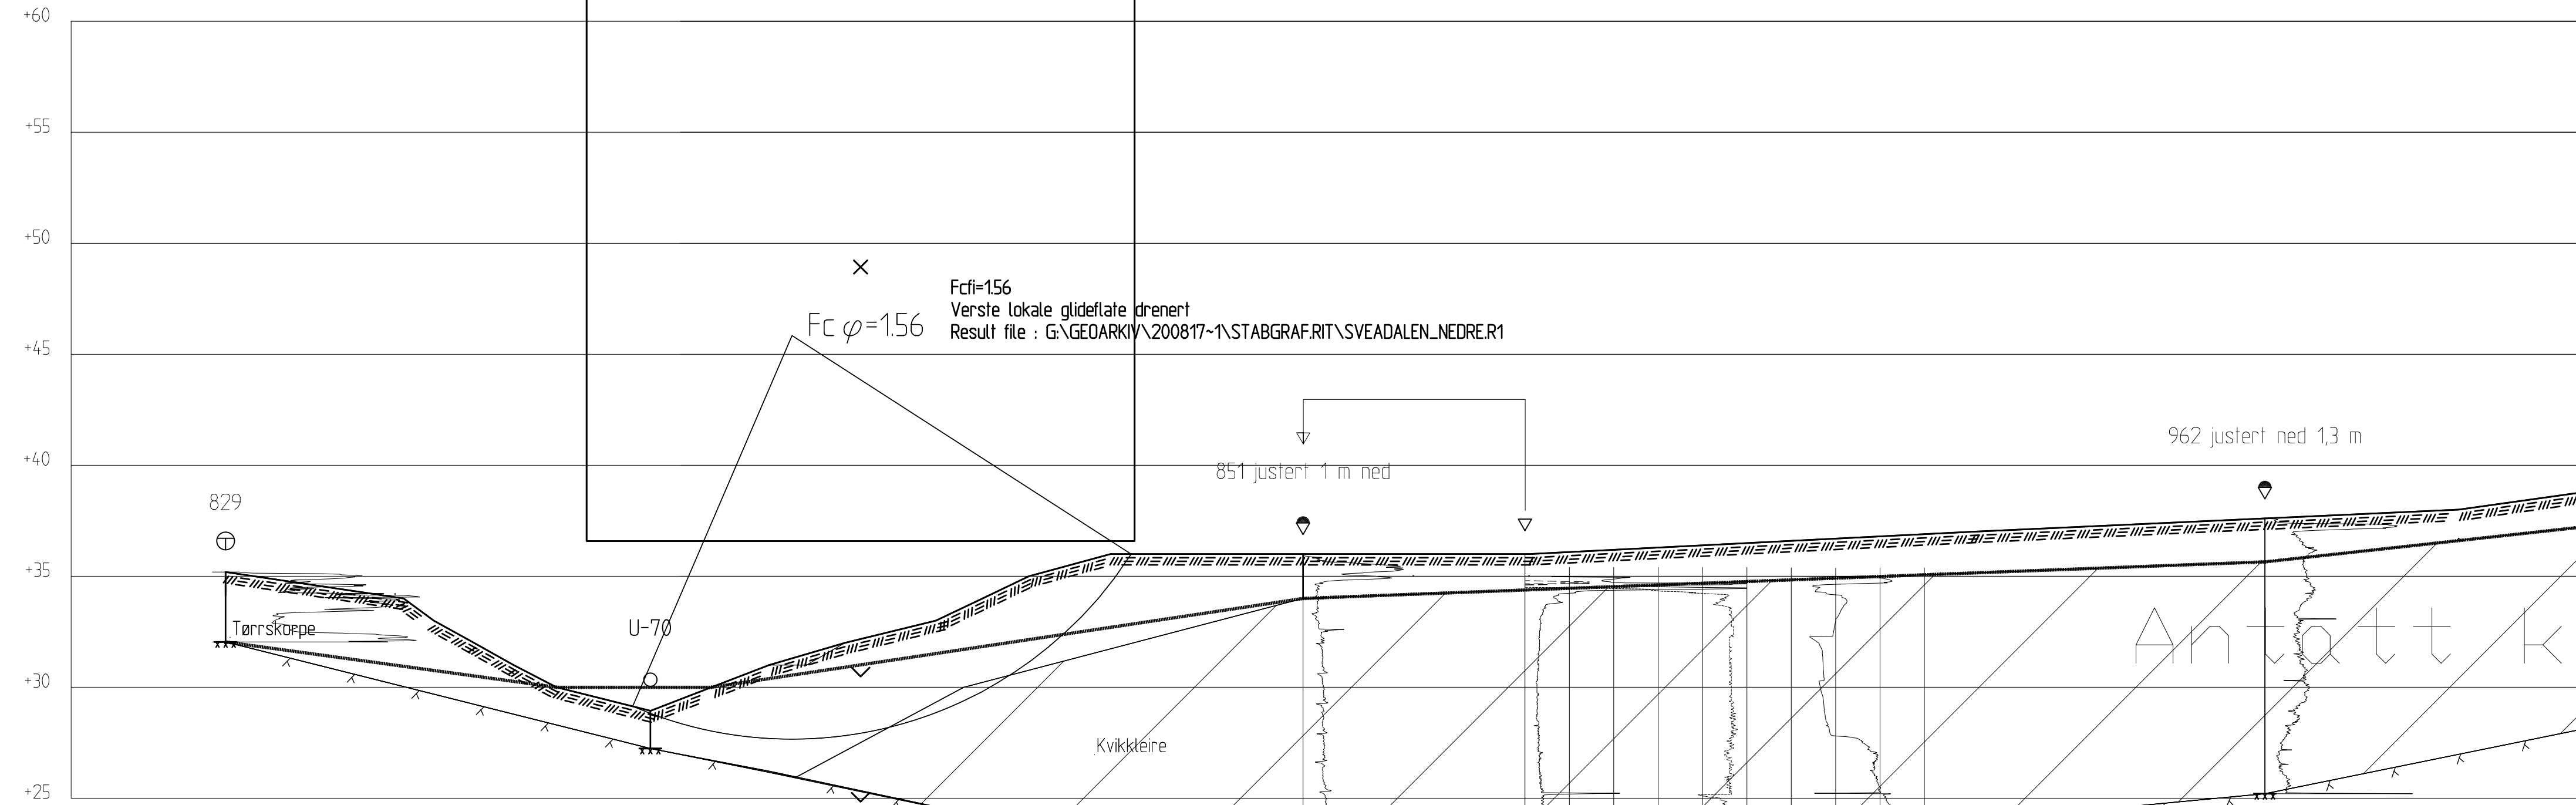 +60
+55
+50
Fcfi=1.56
Verste lokale glideflate drenert
Fc φ=1.56
Result file : G:\GEOARKIV\200817~1\STABGRAF.RIT\SVEADALEN_NEDRE.R1
+45
962 justert ned 1,3 m
+40
851 justert 1 m ned
829
+35
Tørrskorpe
U-70
Antatt k
+30
Kvikkleire
+25